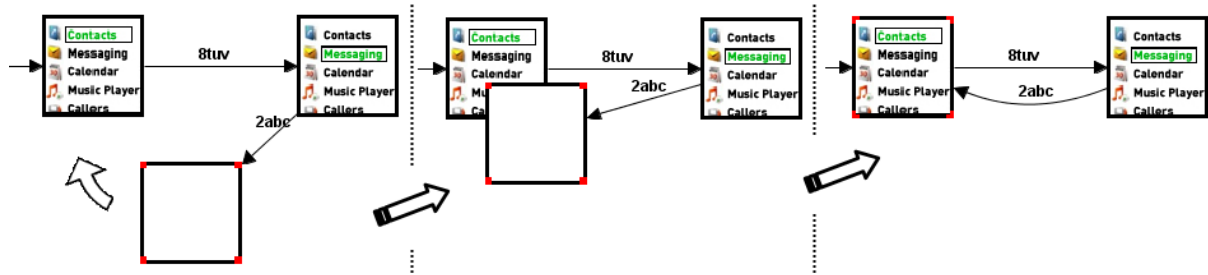 Contacts
Messaging
Calendar
Music Player
Callers
8tuv
Contacts
Messaging
Calendar
Music Player
Callers
2abc
Contacts
Messaging
Calendar
Mu
Ca
8tuv
Contacts
Messaging
Calendar
Music Player
Callers
2abc
Contacts
Messaging
Calendar
Music Player
Callers
8tuv
Contacts
Messaging
Calendar
Music Player
Callers
2abc